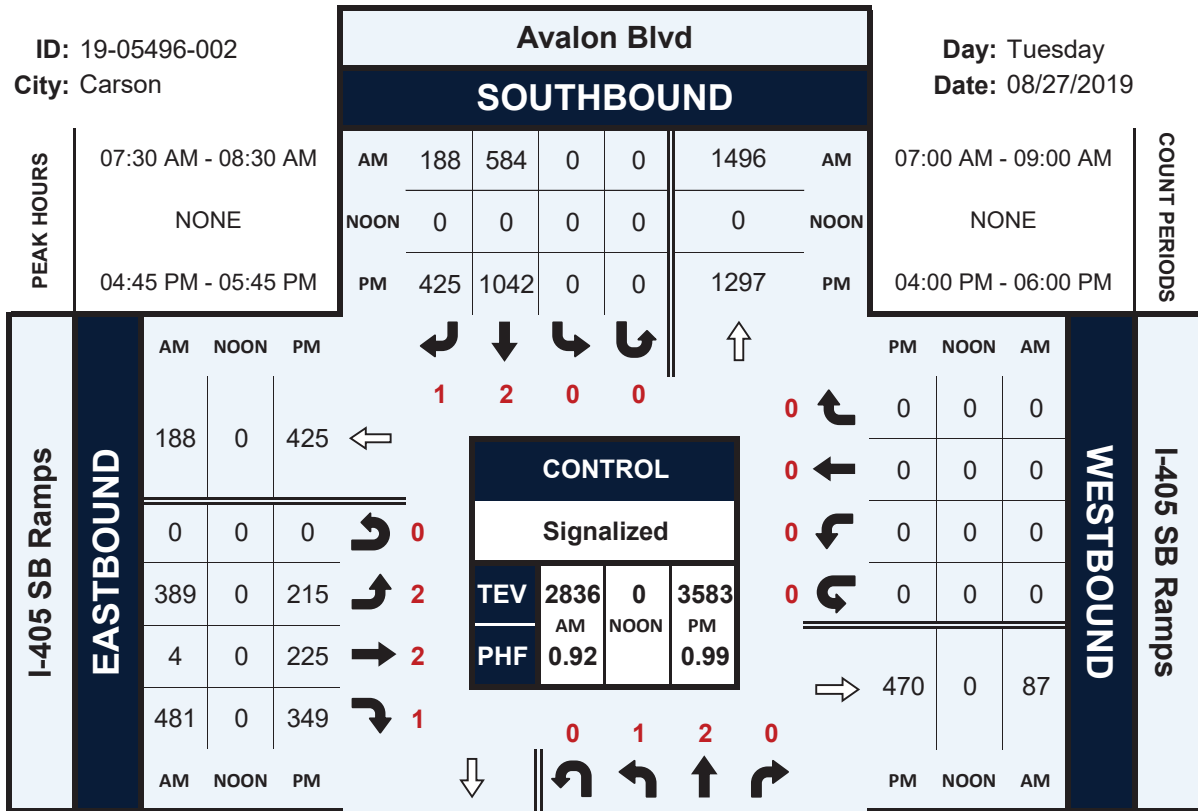 Avalon Blvd
SOUTHBOUND
ID: 19-05496-002
City: Carson
Day: Tuesday
Date: 08/27/2019
PEAK HOURS
07:30 AM - 08:30 AM
NONE
04:45 PM - 05:45 PM
AM 188 584 0 0 1496 AM
NOON 0 0 0 0 0 NOON
PM 425 1042 0 0 1297 PM
07:00 AM - 09:00 AM
NONE
04:00 PM - 06:00 PM
COUNT PERIODS
1 2 0 0
I-405 SB Ramps
EASTBOUND
AM NOON PM
188 0 425
0 0 0 0
389 0 215 2
4 0 225 2
481 0 349 1
AM NOON PM
CONTROL
Signalized
TEV 2836 0 3583
AM NOON PM
PHF 0.92 0.99
PM NOON AM
0 0 0 0
0 0 0 0
0 0 0 0
0 0 0 0
470 0 87
PM NOON AM
WESTBOUND
I-405 SB Ramps
0 1 2 0